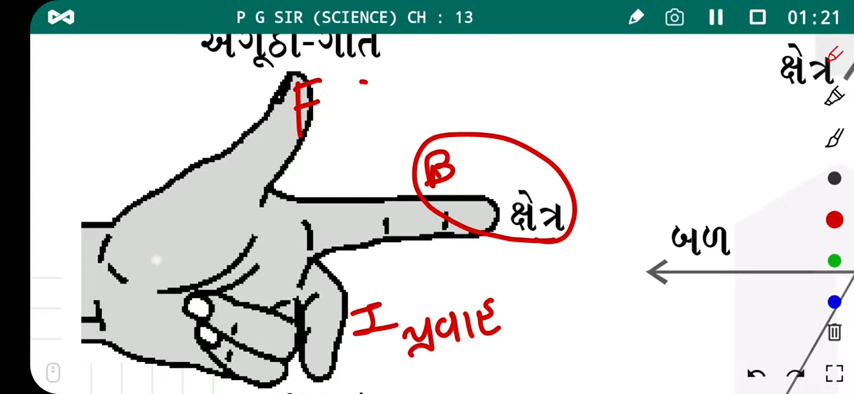 P G SIR (SCIENCE) CH : 13
01:21
અંગૂઠો-ગતિ
ક્ષેત્ર
F
B
ક્ષેત્ર
બળ
I પ્રવાહ